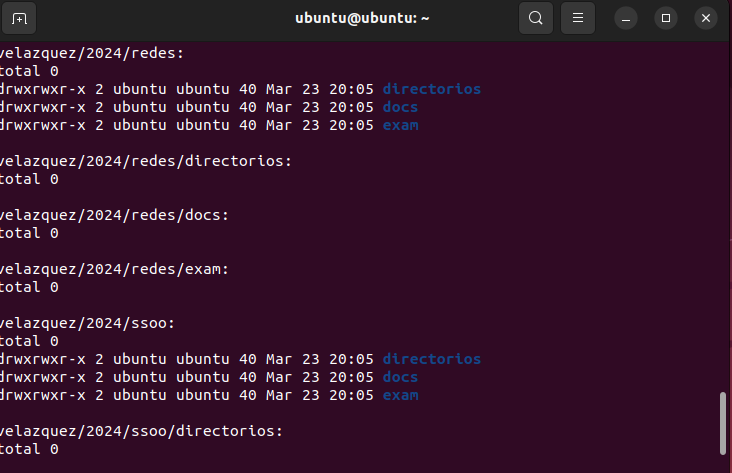 ubuntu@ubuntu: ~
velazquez/2024/redes:
total 0
drwxrwxr-x 2 ubuntu ubuntu 40 Mar 23 20:05 directorios
drwxrwxr-x 2 ubuntu ubuntu 40 Mar 23 20:05 docs
drwxrwxr-x 2 ubuntu ubuntu 40 Mar 23 20:05 exam
velazquez/2024/redes/directorios:
total 0
velazquez/2024/redes/docs:
total 0
velazquez/2024/redes/exam:
total 0
velazquez/2024/ssoo:
total 0
drwxrwxr-x 2 ubuntu ubuntu 40 Mar 23 20:05 directorios
drwxrwxr-x 2 ubuntu ubuntu 40 Mar 23 20:05 docs
drwxrwxr-x 2 ubuntu ubuntu 40 Mar 23 20:05 exam
velazquez/2024/ssoo/directorios:
total 0